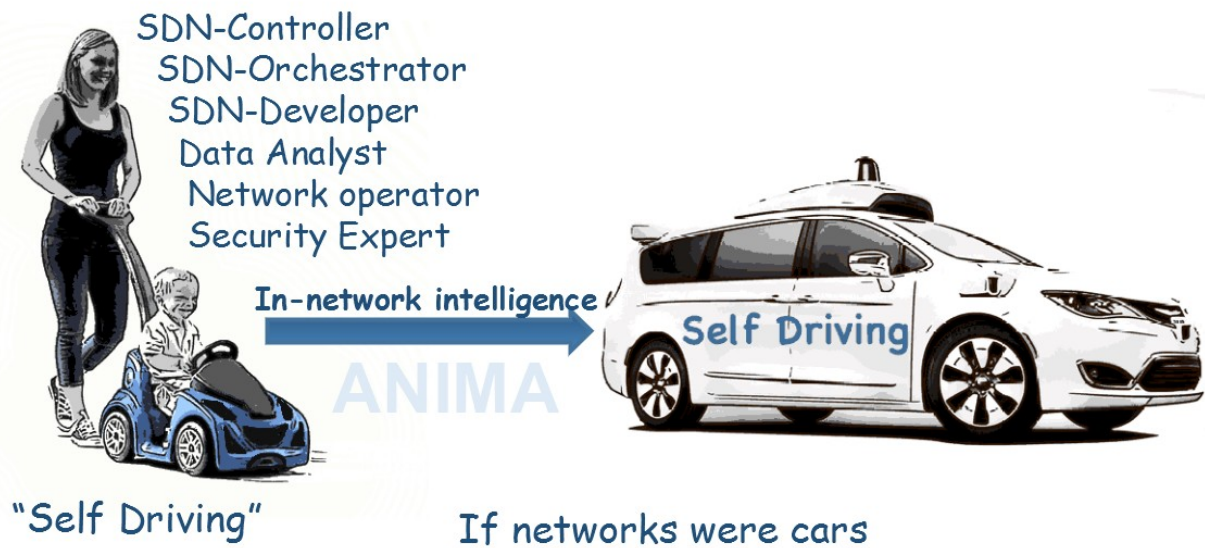 SDN-Controller
SDN-Orchestrator
SDN-Developer
Data Analyst
Network operator
Security Expert
In-network intelligence
ANIMA
Self Driving
“Self Driving”
If networks were cars